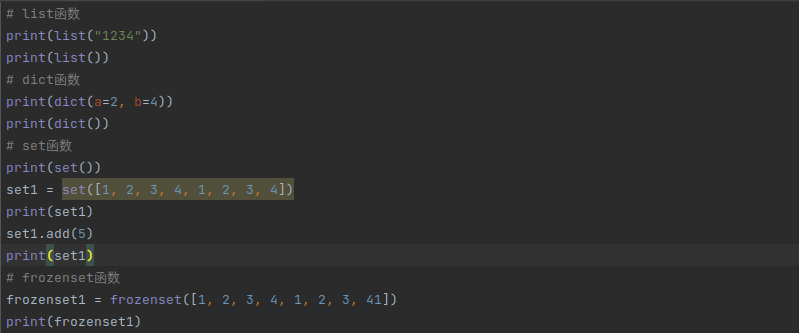 # list函数
print(list("1234"))
print(list())
# dict函数
print(dict(a=2, b=4))
print(dict())
# set函数
print(set())
set1 = set([1, 2, 3, 4, 1, 2, 3, 4])
print(set1)
set1.add(5)
print(set1)
# frozenset函数
frozenset1 = frozenset([1, 2, 3, 4, 1, 2, 3, 41])
print(frozenset1)